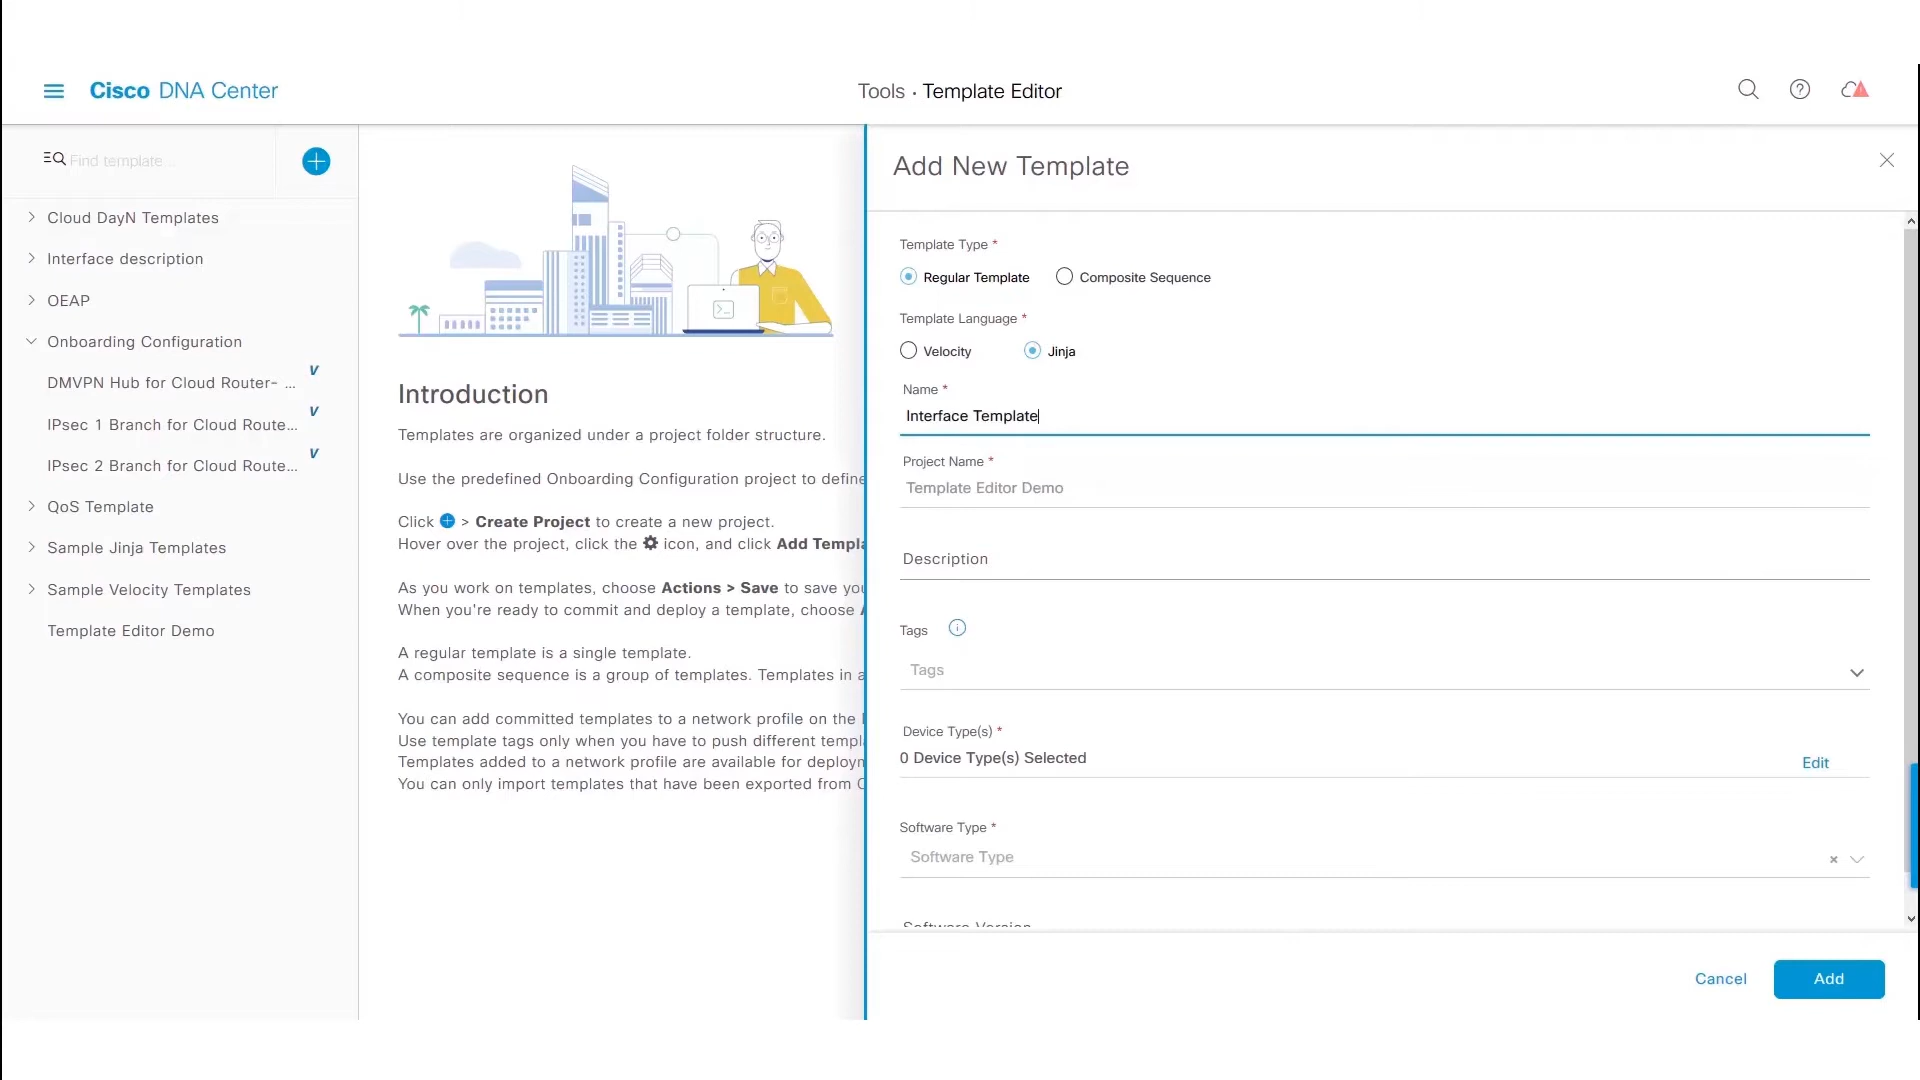 Cisco DNA Center
Tools · Template Editor
Find template ...
Cloud DayN Templates
Interface description
OEAP
Onboarding Configuration
DMVPN Hub for Cloud Router- ... V
IPsec 1 Branch for Cloud Route... V
IPsec 2 Branch for Cloud Route... V
QoS Template
Sample Jinja Templates
Sample Velocity Templates
Template Editor Demo
Introduction
Templates are organized under a project folder structure.
Use the predefined Onboarding Configuration project to define
Click > Create Project to create a new project.
Hover over the project, click the icon, and click Add Templa
As you work on templates, choose Actions > Save to save you
When you're ready to commit and deploy a template, choose A
A regular template is a single template.
A composite sequence is a group of templates. Templates in a
You can add committed templates to a network profile on the
Use template tags only when you have to push different templa
Templates added to a network profile are available for deployn
You can only import templates that have been exported from C
Add New Template
Template Type *
Regular Template Composite Sequence
Template Language *
Velocity Jinja
Name *
Interface Template
Project Name *
Template Editor Demo
Description
Tags
Tags
Device Type(s) *
0 Device Type(s) Selected
Edit
Software Type *
Software Type
Software Version
Cancel Add